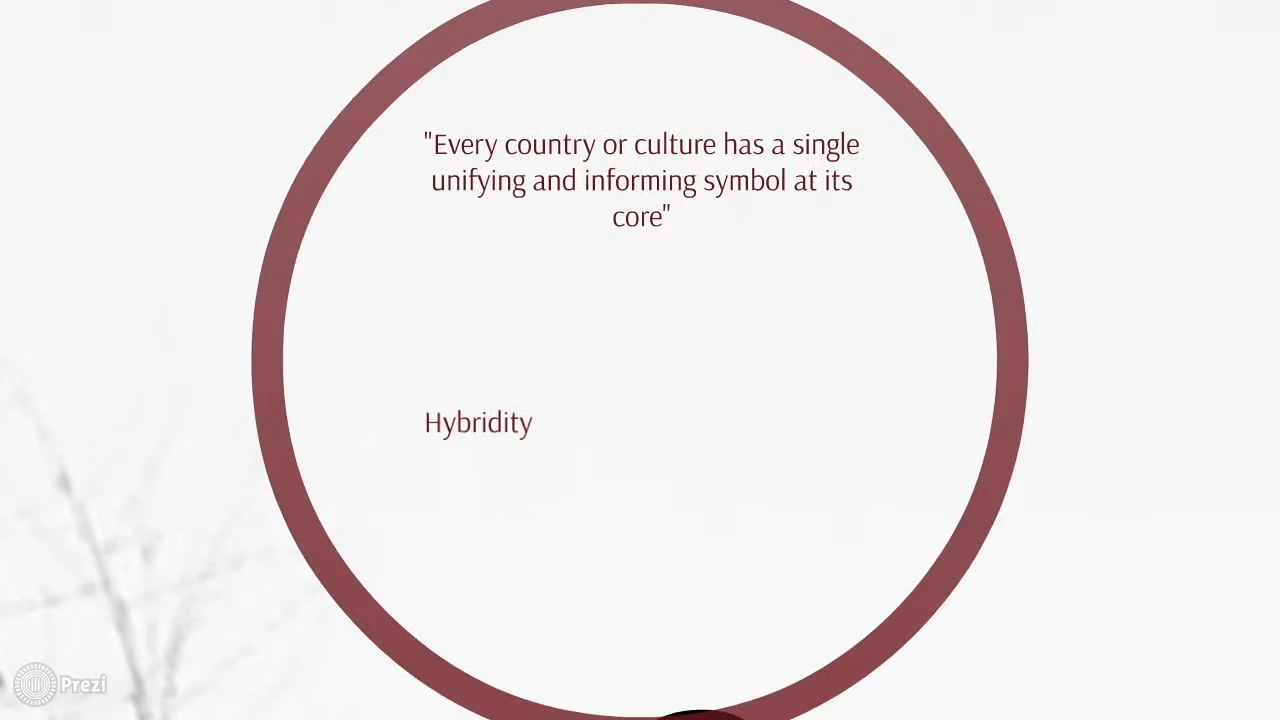 "Every country or culture has a single
unifying and informing symbol at its
core"
Hybridity
Prezi